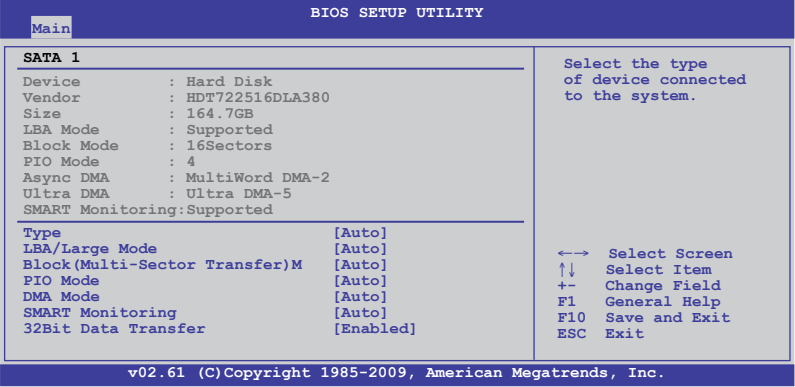 BIOS SETUP UTILITY
Main
SATA 1
Device : Hard Disk
Vendor : HDT722516DLA380
Size : 164.7GB
LBA Mode : Supported
Block Mode : 16Sectors
PIO Mode : 4
Async DMA : MultiWord DMA-2
Ultra DMA : Ultra DMA-5
SMART Monitoring:Supported
Type [Auto]
LBA/Large Mode [Auto]
Block(Multi-Sector Transfer)M [Auto]
PIO Mode [Auto]
DMA Mode [Auto]
SMART Monitoring [Auto]
32Bit Data Transfer [Enabled]
Select the type
of device connected
to the system.
←→ Select Screen
↑↓ Select Item
+- Change Field
F1 General Help
F10 Save and Exit
ESC Exit
v02.61 (C)Copyright 1985-2009, American Megatrends, Inc.